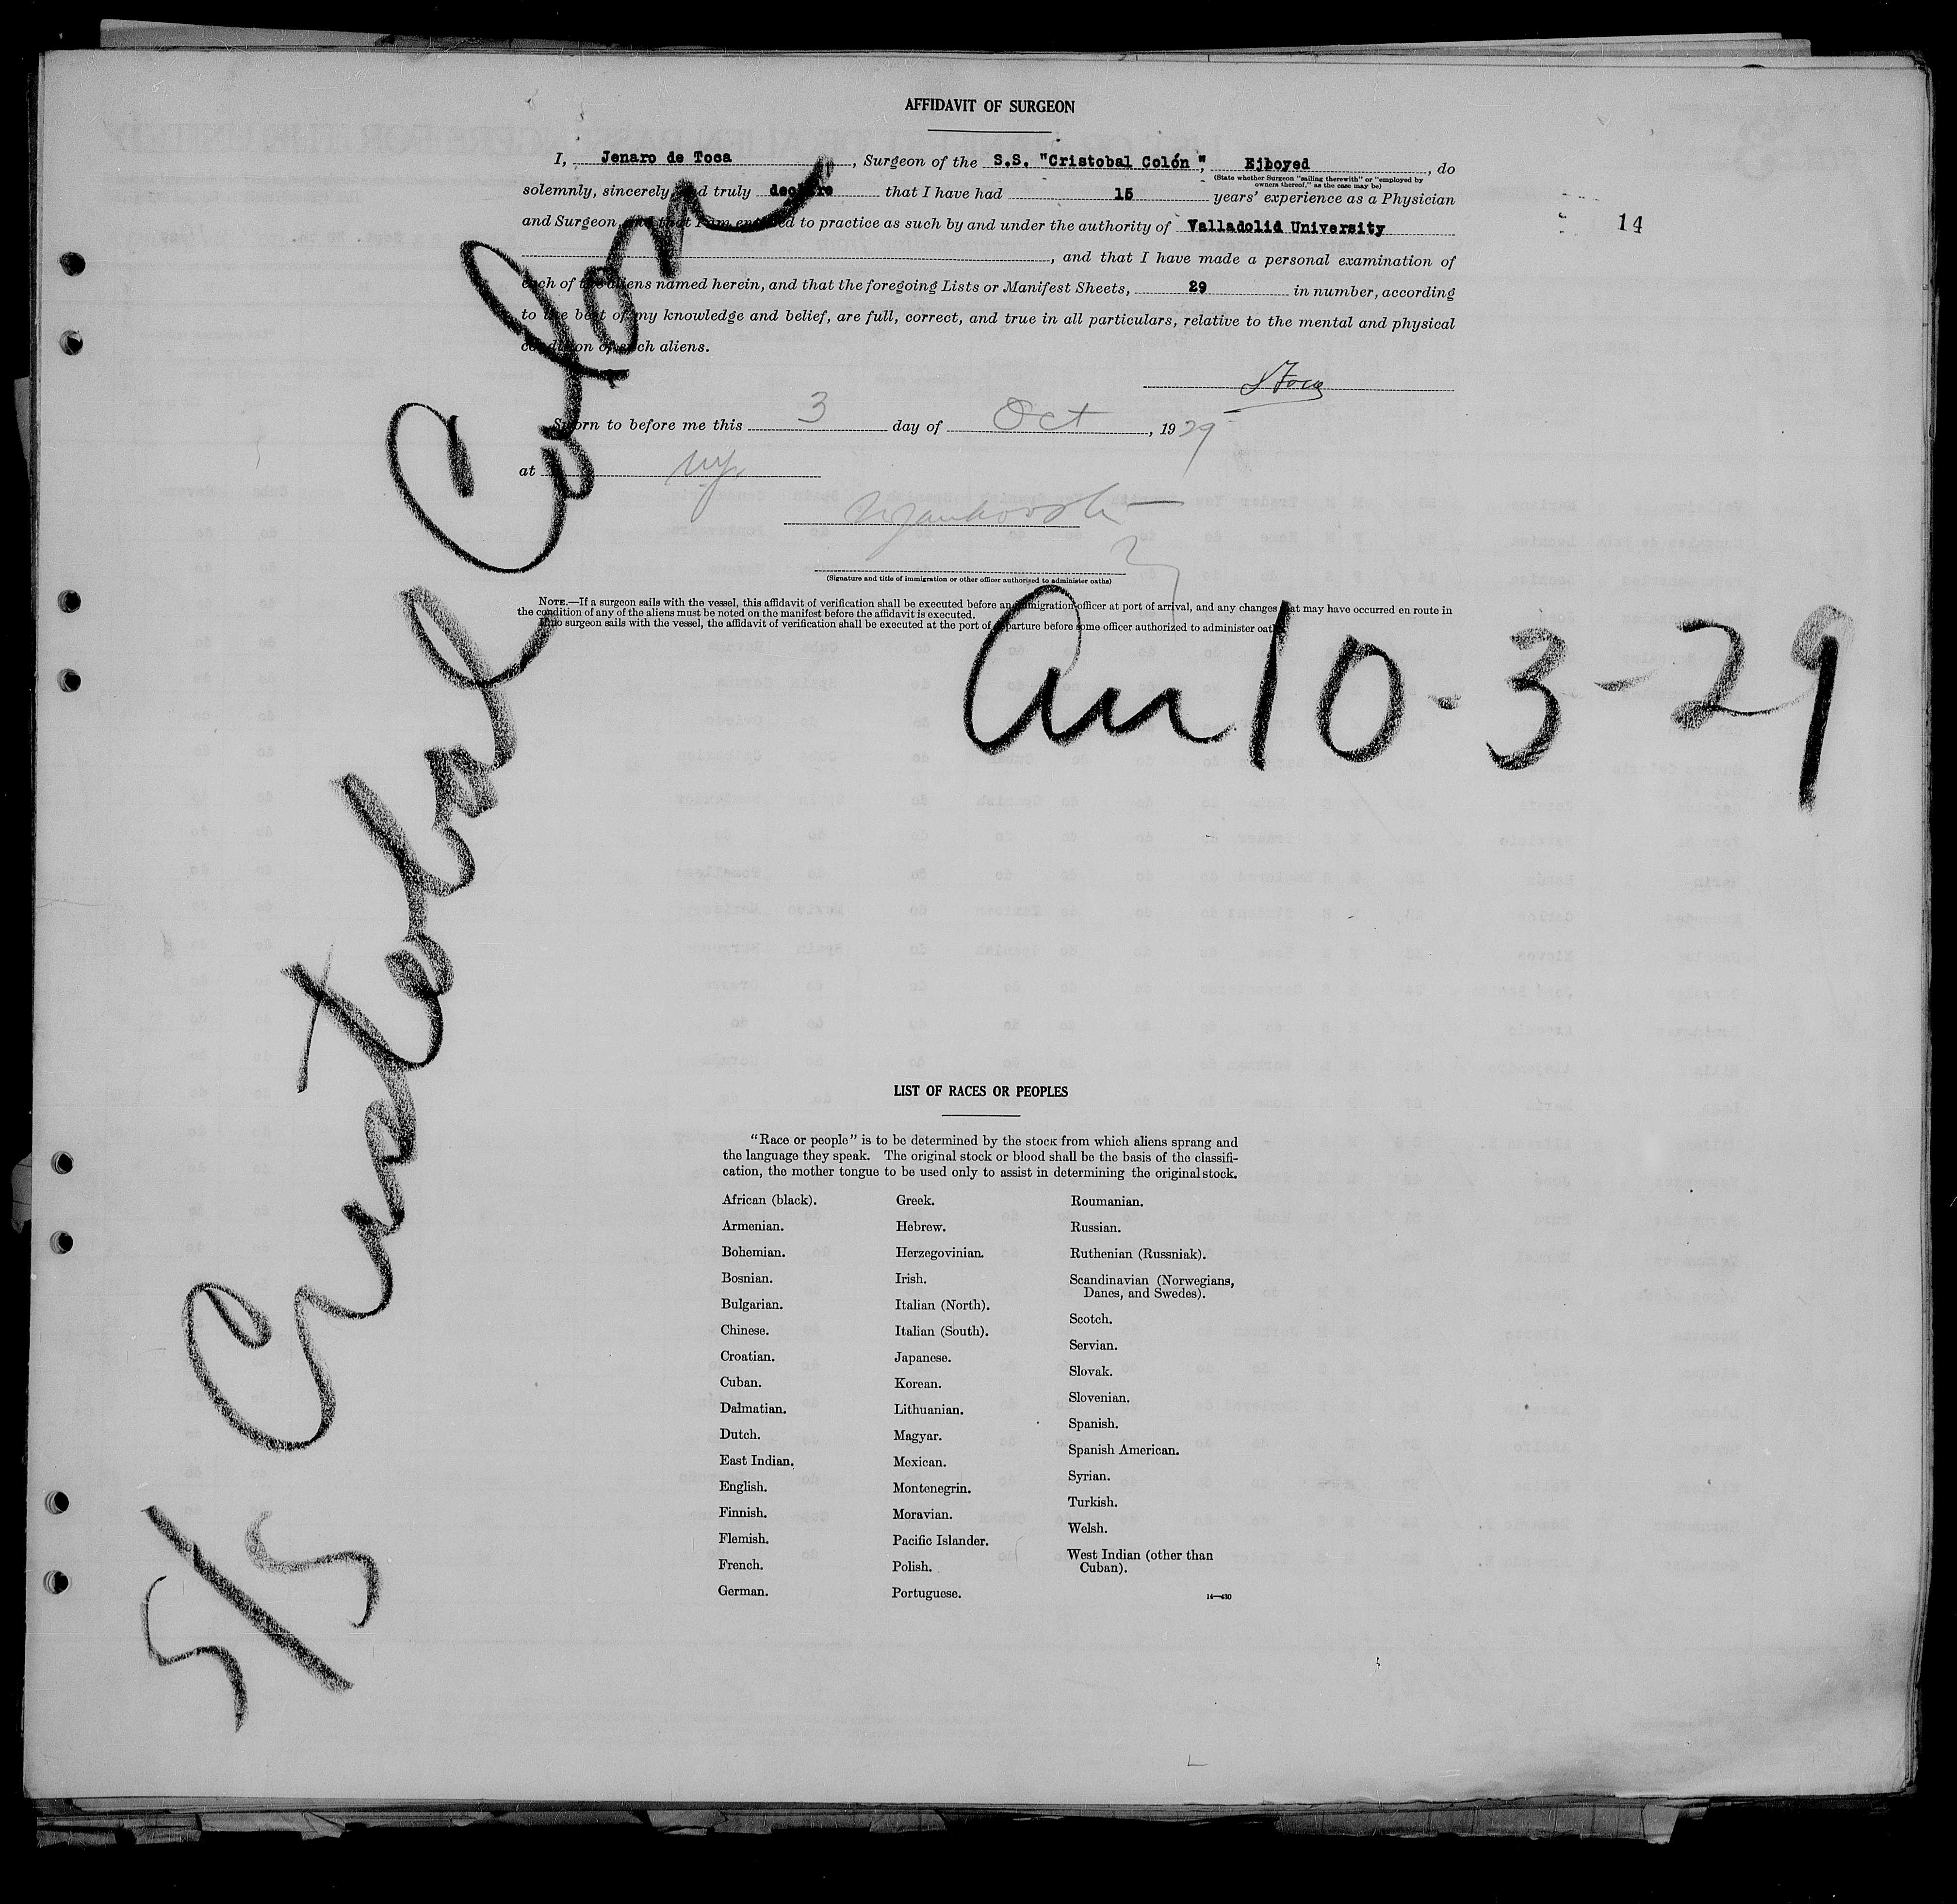 AFFIDAVIT OF SURGEON
I, Jenaro de Toca, Surgeon of the S.S. "Cristobal Colón", Ejboyed, do
(State whether Surgeon "sailing therewith" or "employed by
owners thereof," as the case may be)
solemnly, sincerely, and truly declare that I have had 15 years' experience as a Physician
and Surgeon, and that I am entitled to practice as such by and under the authority of Valladolid University
14
, and that I have made a personal examination of
each of the aliens named herein, and that the foregoing Lists or Manifest Sheets, 29 in number, according
to the best of my knowledge and belief, are full, correct, and true in all particulars, relative to the mental and physical
condition of such aliens.
Sworn to before me this 3 day of Oct, 1929
at NY
(Signature and title of immigration or other officer authorized to administer oaths)
NOTE.—If a surgeon sails with the vessel, this affidavit of verification shall be executed before an immigration officer at port of arrival, and any changes that may have occurred en route in
the condition of any of the aliens must be noted on the manifest before the affidavit is executed.
If no surgeon sails with the vessel, the affidavit of verification shall be executed at the port of departure before some officer authorized to administer oaths.
S/S Cristobal Colon
Arr 10-3-29
LIST OF RACES OR PEOPLES
"Race or people" is to be determined by the stock from which aliens sprang and
the language they speak. The original stock or blood shall be the basis of the classifi-
cation, the mother tongue to be used only to assist in determining the original stock.
African (black).
Armenian.
Bohemian.
Bosnian.
Bulgarian.
Chinese.
Croatian.
Cuban.
Dalmatian.
Dutch.
East Indian.
English.
Finnish.
Flemish.
French.
German.
Greek.
Hebrew.
Herzegovinian.
Irish.
Italian (North).
Italian (South).
Japanese.
Korean.
Lithuanian.
Magyar.
Mexican.
Montenegrin.
Moravian.
Pacific Islander.
Polish.
Portuguese.
Roumanian.
Russian.
Ruthenian (Russniak).
Scandinavian (Norwegians,
Danes, and Swedes).
Scotch.
Servian.
Slovak.
Slovenian.
Spanish.
Spanish American.
Syrian.
Turkish.
Welsh.
West Indian (other than
Cuban).
14—430